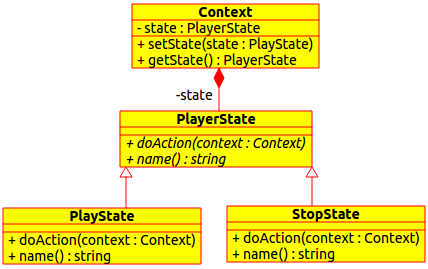 Context
- state : PlayerState
+ setState(state : PlayState)
+ getState() : PlayerState
-state
PlayerState
+ doAction(context : Context)
+ name() : string
PlayState
+ doAction(context : Context)
+ name() : string
StopState
+ doAction(context : Context)
+ name() : string